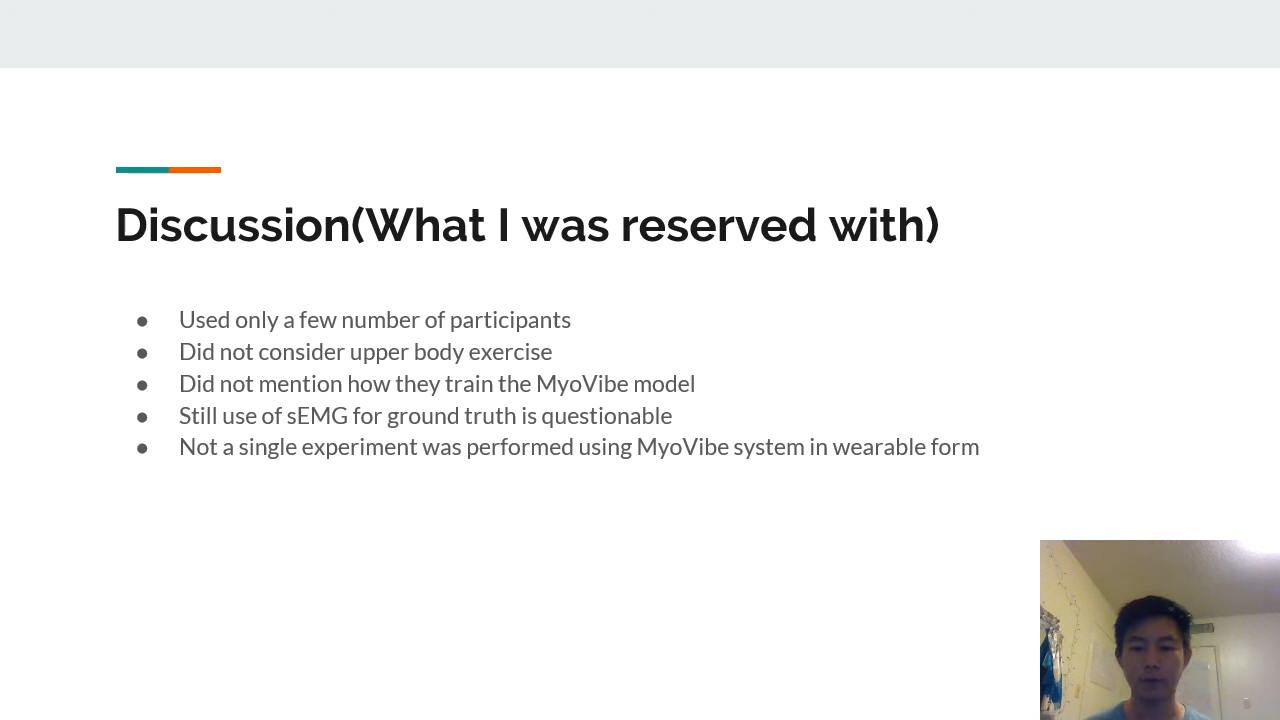 Discussion(What I was reserved with)
● Used only a few number of participants
● Did not consider upper body exercise
● Did not mention how they train the MyoVibe model
● Still use of sEMG for ground truth is questionable
● Not a single experiment was performed using MyoVibe system in wearable form